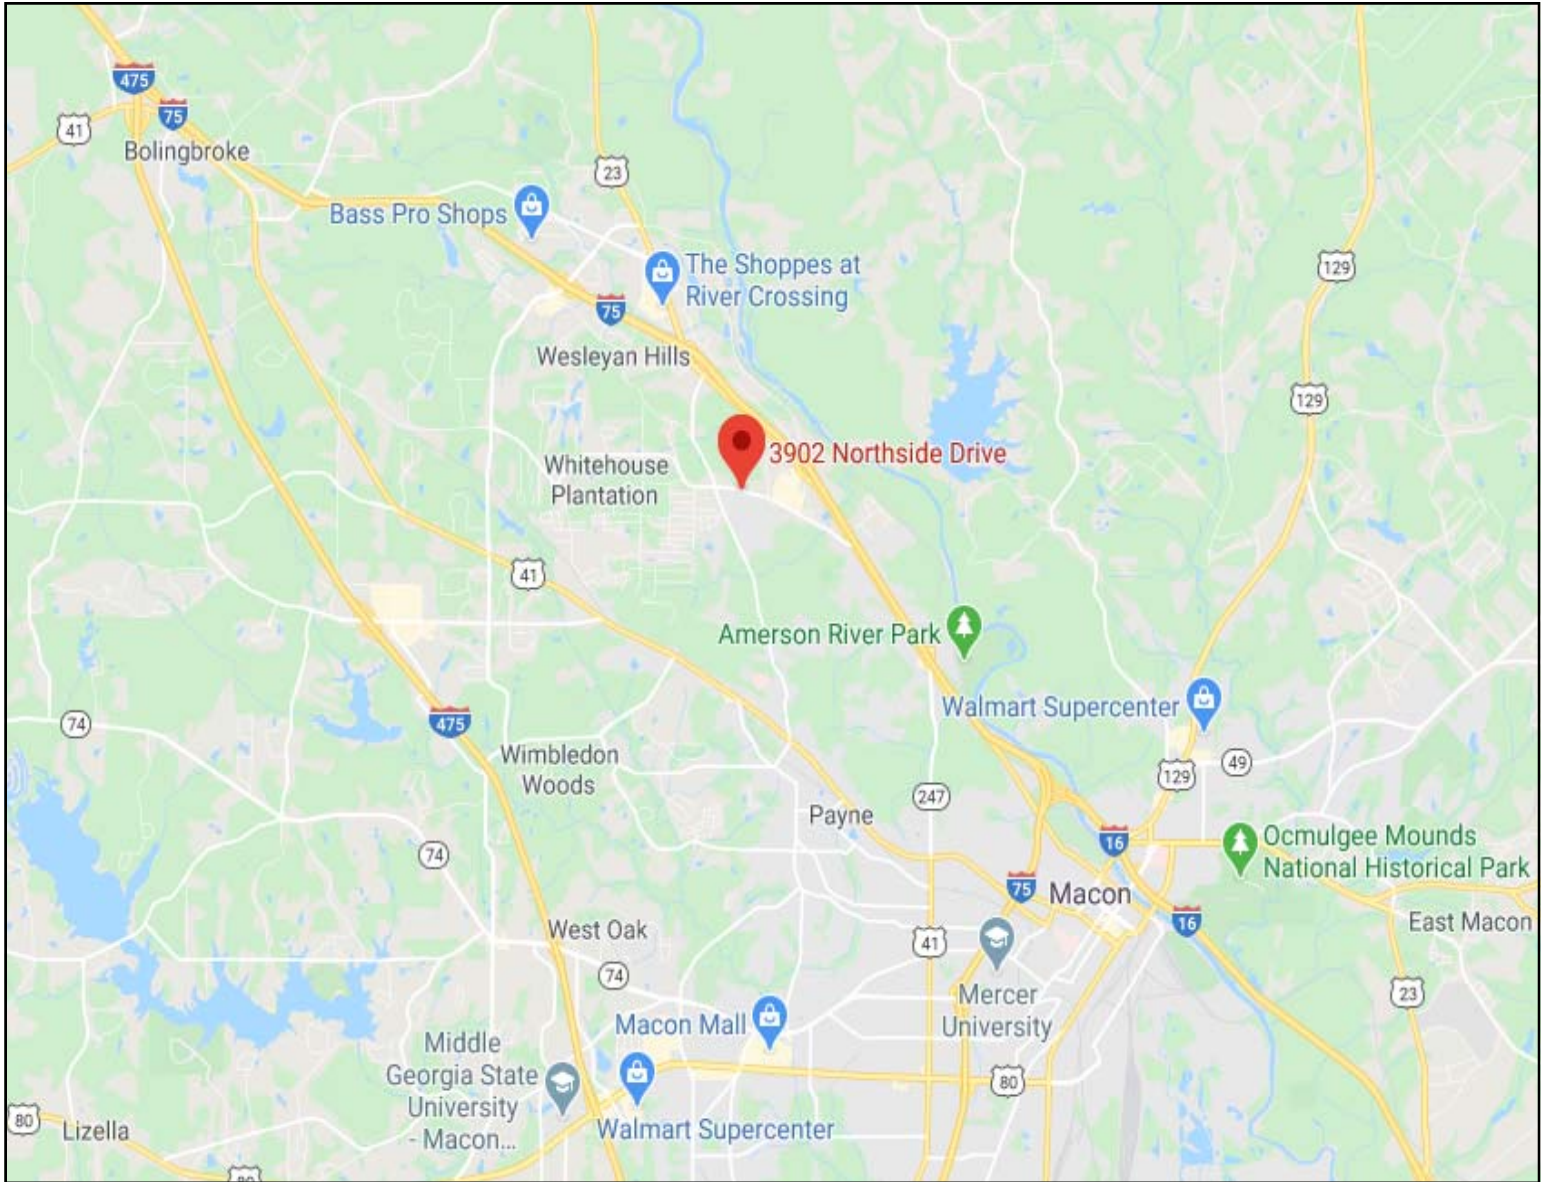 475
75
41
Bolingbroke
23
Bass Pro Shops
The Shoppes at
River Crossing
129
75
Wesleyan Hills
129
3902 Northside Drive
Whitehouse
Plantation
41
Amerson River Park
Walmart Supercenter
74
475
Wimbledon
Woods
49
129
247
Payne
16
Ocmulgee Mounds
National Historical Park
74
75
Macon
16
East Macon
West Oak
41
74
23
Mercer
University
Macon Mall
Middle
Georgia State
University
- Macon...
80
80
Lizella
Walmart Supercenter
80